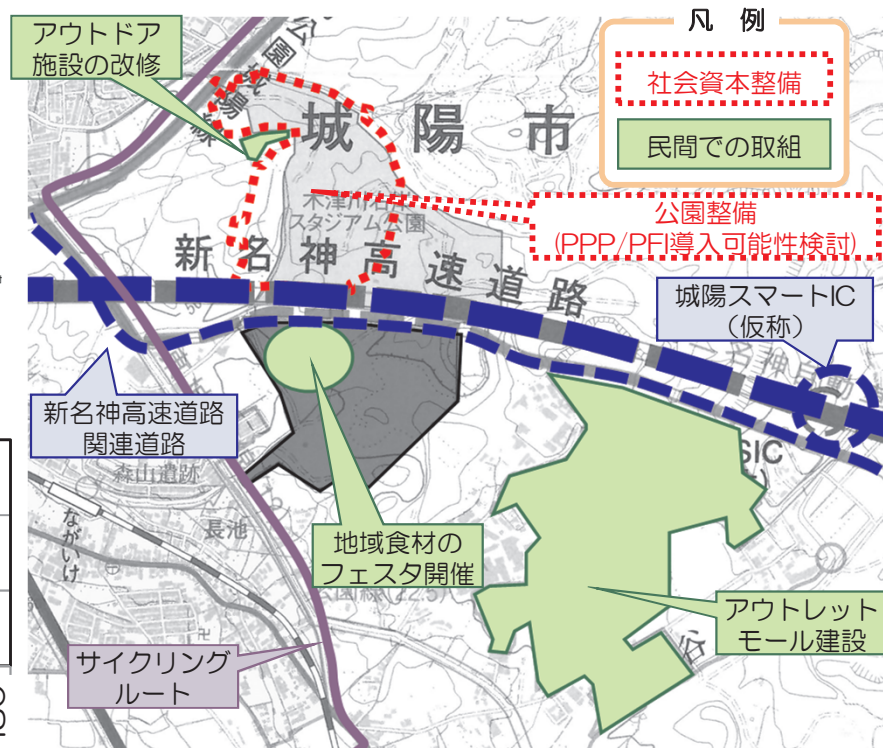 凡 例
社会資本整備
民間での取組
アウトドア
施設の改修
城 陽 市
木津川右岸
スタジアム公園
公園整備
(PPP/PFI導入可能性検討)
新名神高速道路
城陽スマートIC
(仮称)
新名神高速道路
関連道路
SIC
森山遺跡
長池
ながいけ
地域食材の
フェスタ開催
公園線(22.5)
アウトレット
モール建設
サイクリング
ルート